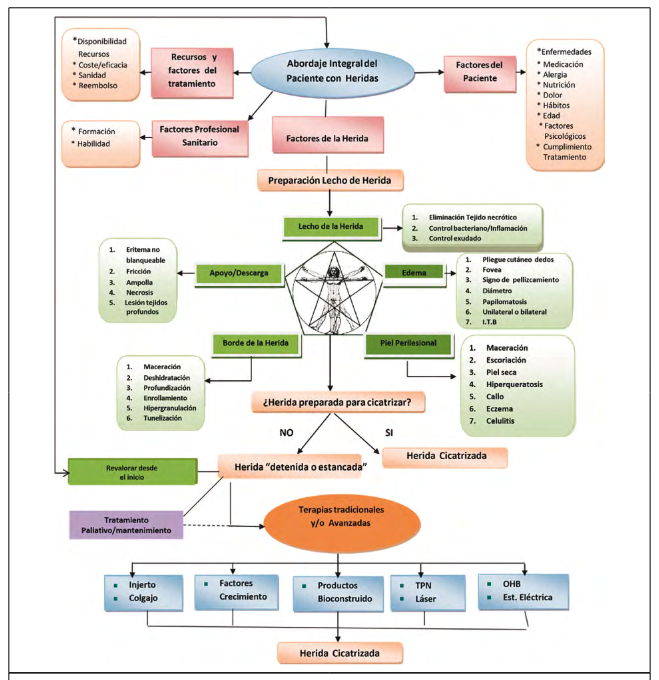 *Disponibilidad
Recursos
* Coste/eficacia
* Sanidad
* Reembolso
Recursos y
factores del
tratamiento
Abordaje Integral del
Paciente con Heridas
Factores del
Paciente
*Enfermedades
* Medicación
* Alergia
* Nutrición
* Dolor
* Hábitos
* Edad
* Factores
Psicológicos
* Cumplimiento
Tratamiento
* Formación
* Habilidad
Factores Profesional
Sanitario
Factores de la Herida
Preparación Lecho de Herida
Lecho de la Herida
1. Eliminación Tejido necrótico
2. Control bacteriano/Inflamación
3. Control exudado
1. Eritema no
blanqueable
2. Fricción
3. Ampolla
4. Necrosis
5. Lesión tejidos
profundos
Apoyo/Descarga
Edema
1. Pliegue cutáneo dedos
2. Fovea
3. Signo de pellizcamiento
4. Diámetro
5. Papilomatosis
6. Unilateral o bilateral
7. I.T.B
Borde de la Herida
Piel Perilesional
1. Maceración
2. Deshidratación
3. Profundización
4. Enrollamiento
5. Hipergranulación
6. Tunelización
1. Maceración
2. Escoriación
3. Piel seca
4. Hiperqueratosis
5. Callo
6. Eczema
7. Celulitis
¿Herida preparada para cicatrizar?
NO
SI
Revalorar desde
el inicio
Herida "detenida o estancada"
Herida Cicatrizada
Tratamiento
Paliativo/mantenimiento
Terapias tradicionales
y/o Avanzadas
Injerto
Colgajo
Factores
Crecimiento
Productos
Bioconstruido
TPN
Láser
OHB
Est. Eléctrica
Herida Cicatrizada